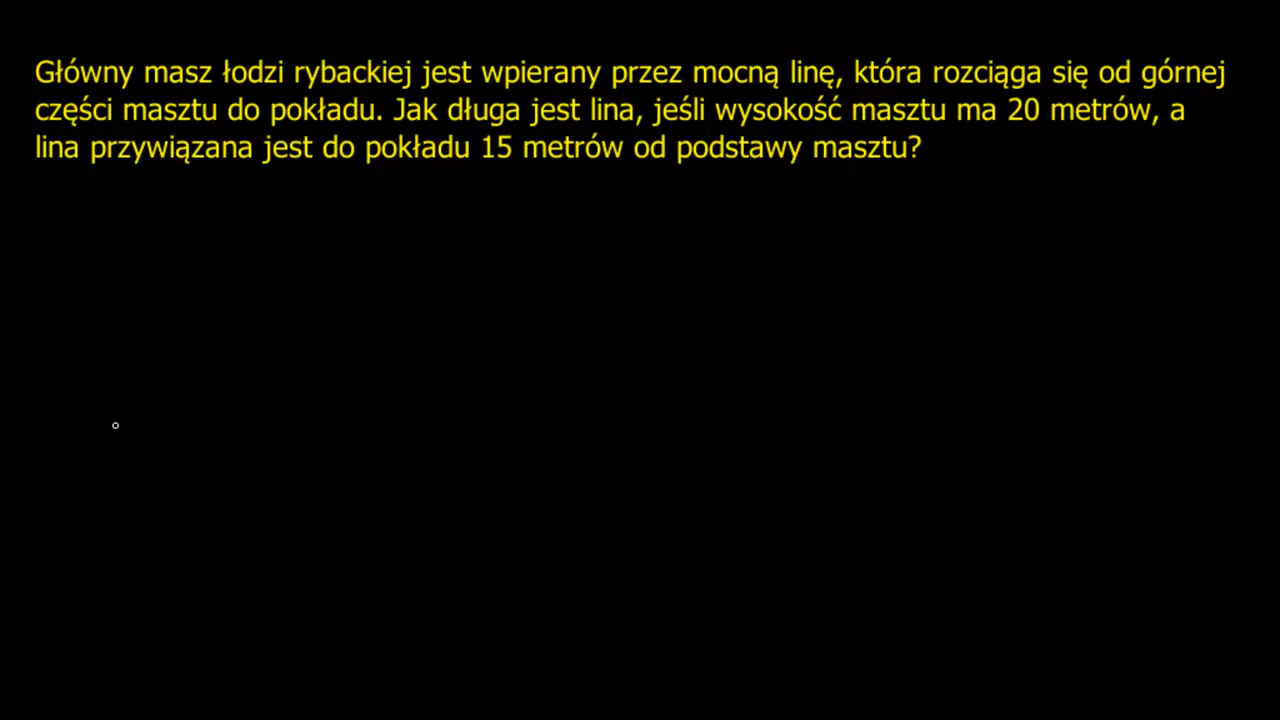 Główny masz łodzi rybackiej jest wpierany przez mocną linę, która rozciąga się od górnej
części masztu do pokładu. Jak długa jest lina, jeśli wysokość masztu ma 20 metrów, a
lina przywiązana jest do pokładu 15 metrów od podstawy masztu?